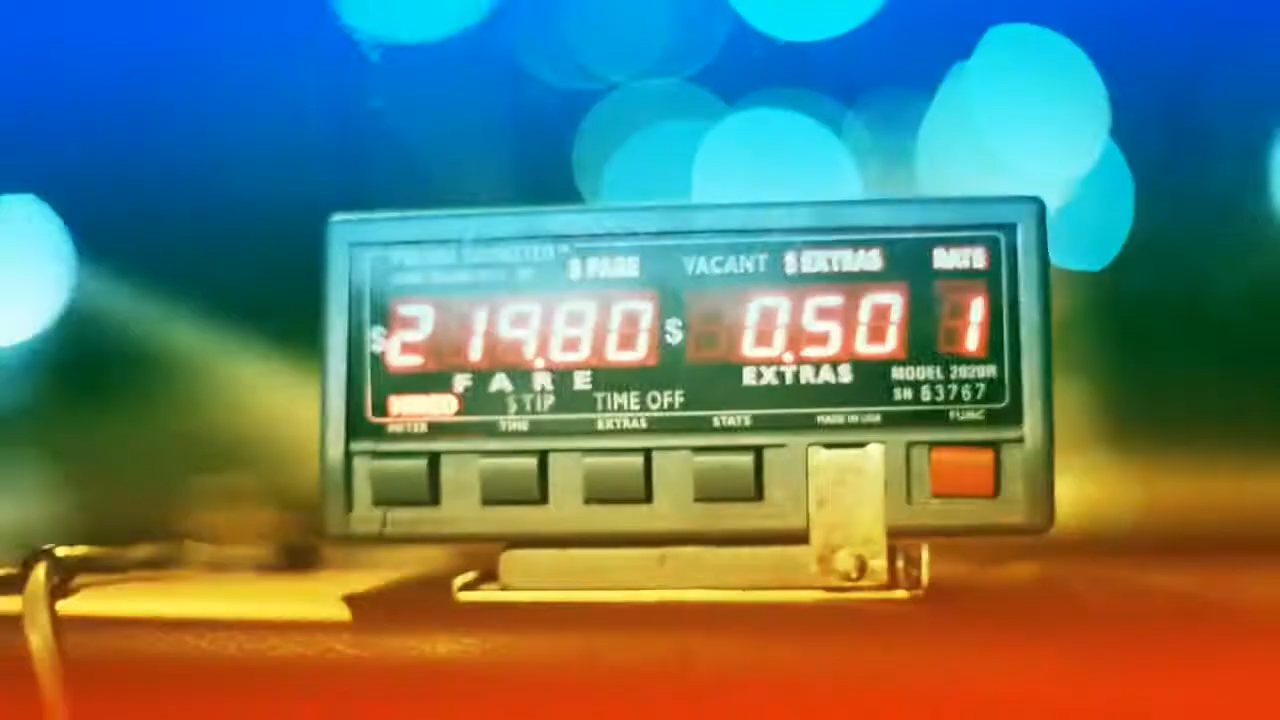 $ FARE VACANT $ EXTRAS RATE
$ 219.80 $ 0.50 1
FARE EXTRAS MODEL 2020R
HIRED $ TIP TIME OFF SN 63767
METER TIME EXTRAS STATS MADE IN USA FUNC